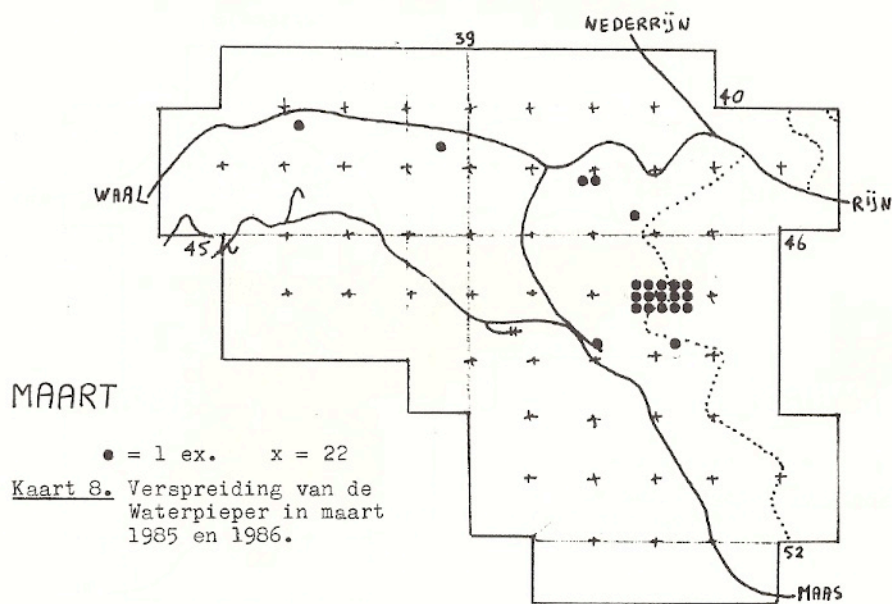 NEDERRIJN
39
40
WAAL
RIJN
45
46
MAART
● = 1 ex. x = 22
Kaart 8. Verspreiding van de
Waterpieper in maart
1985 en 1986.
52
MAAS